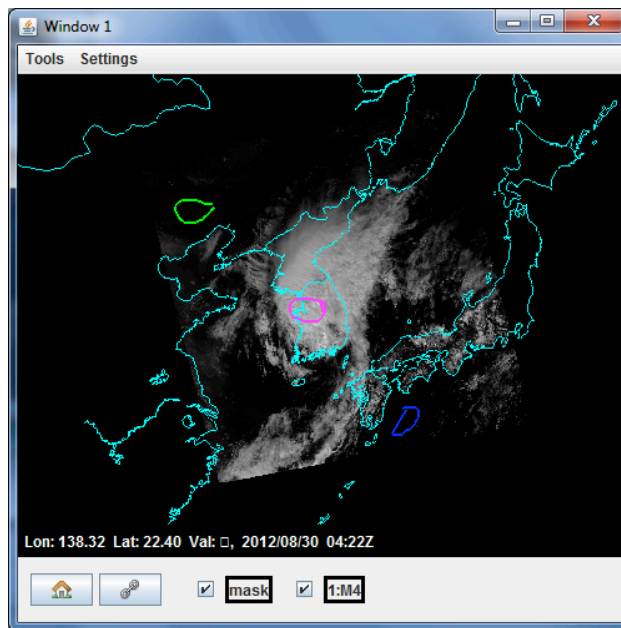 Window 1
Tools Settings
Lon: 138.32 Lat: 22.40 Val: □, 2012/08/30 04:22Z
mask 1:M4